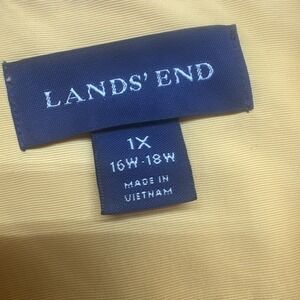 LANDS' END
1X
16W-18W
MADE IN
VIETNAM